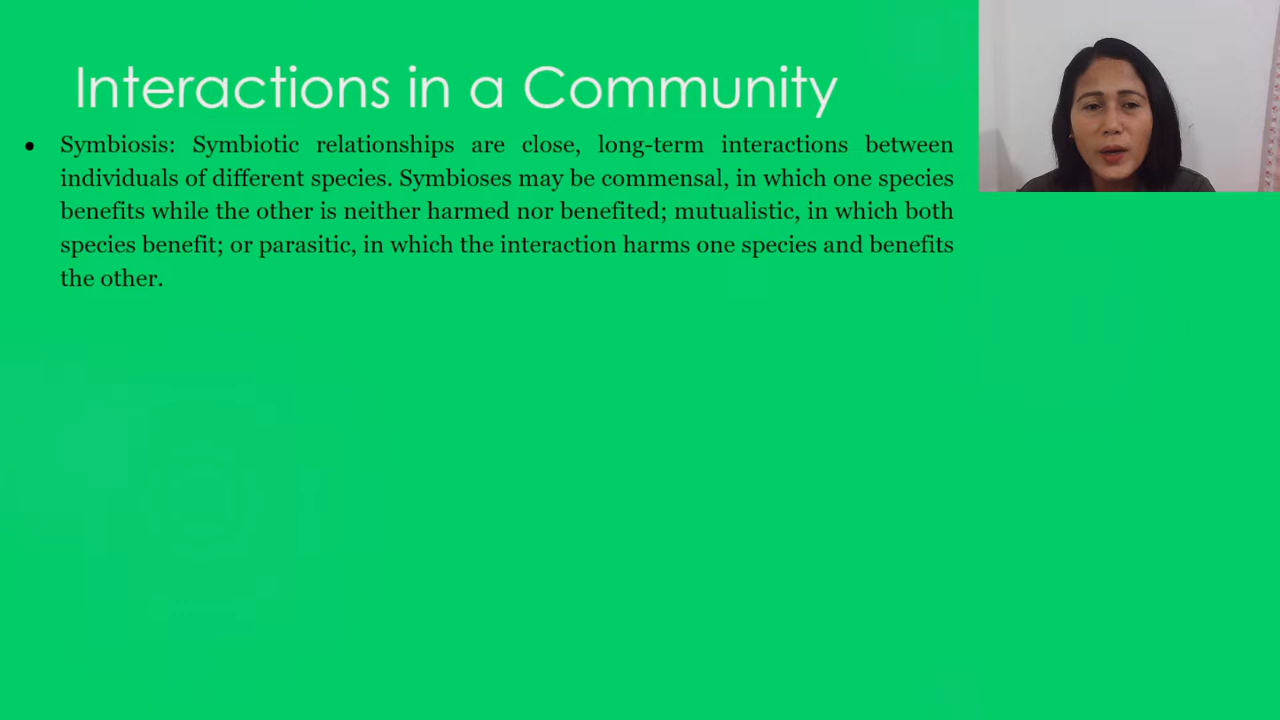 Interactions in a Community
• Symbiosis: Symbiotic relationships are close, long-term interactions between
individuals of different species. Symbioses may be commensal, in which one species
benefits while the other is neither harmed nor benefited; mutualistic, in which both
species benefit; or parasitic, in which the interaction harms one species and benefits
the other.